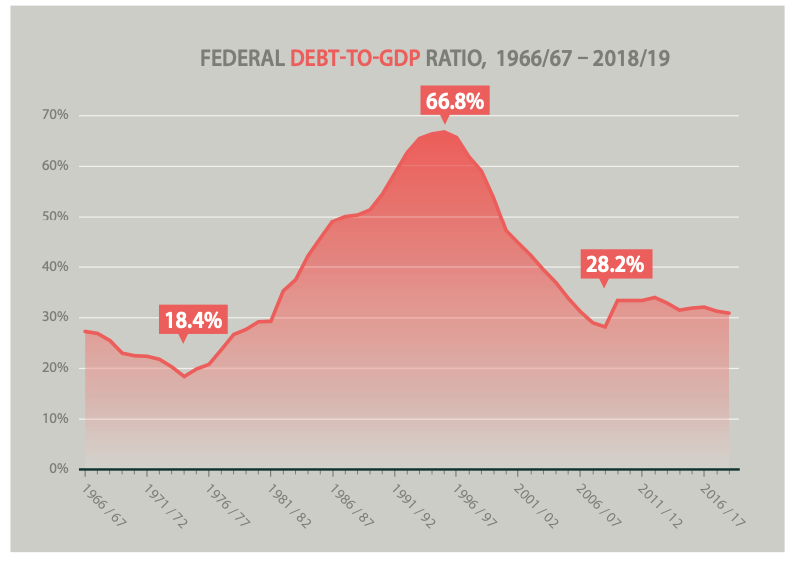 FEDERAL DEBT-TO-GDP RATIO, 1966/67 – 2018/19
70%
66.8%
60%
50%
40%
28.2%
30%
18.4%
20%
10%
0%
1966 / 67
1971 / 72
1976 / 77
1981 / 82
1986 / 87
1991 / 92
1996 / 97
2001 / 02
2006 / 07
2011 / 12
2016 / 17